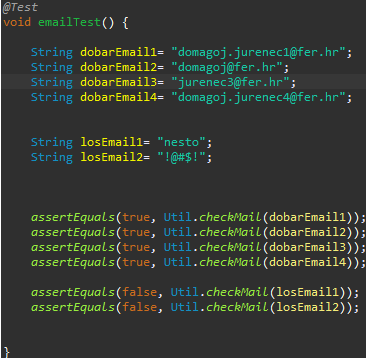 @Test
void emailTest() {
String dobarEmail1= "domagoj.jurenec1@fer.hr";
String dobarEmail2= "domagoj@fer.hr";
String dobarEmail3= "jurenec3@fer.hr";
String dobarEmail4= "domagoj.jurenec4@fer.hr";
String losEmail1= "nesto";
String losEmail2= "!@#$!";
assertEquals(true, Util.checkMail(dobarEmail1));
assertEquals(true, Util.checkMail(dobarEmail2));
assertEquals(true, Util.checkMail(dobarEmail3));
assertEquals(true, Util.checkMail(dobarEmail4));
assertEquals(false, Util.checkMail(losEmail1));
assertEquals(false, Util.checkMail(losEmail2));
}